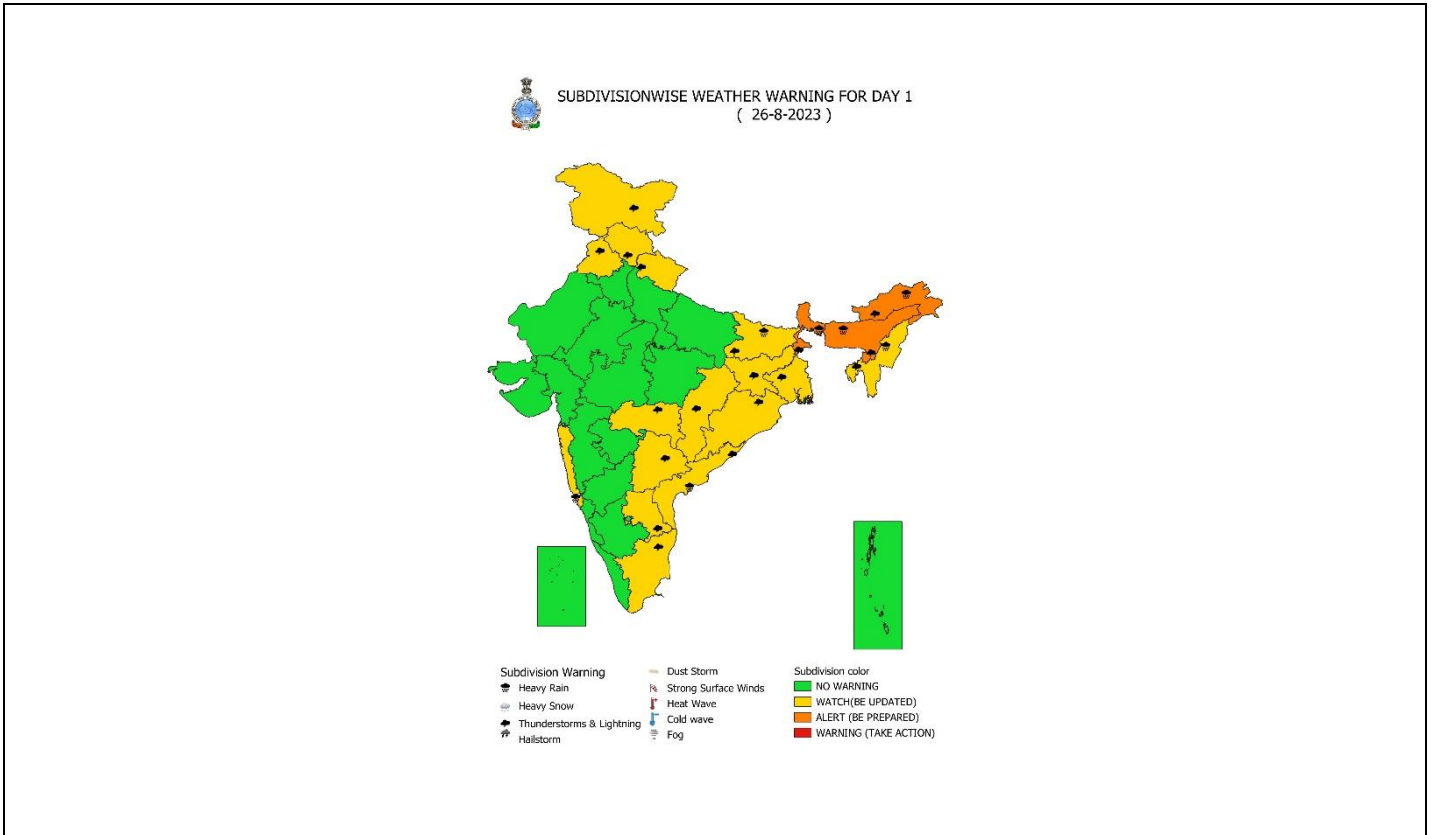 SUBDIVISIONWISE WEATHER WARNING FOR DAY 1
( 26-8-2023 )
Subdivision Warning
Heavy Rain
Heavy Snow
Thunderstorms & Lightning
Hailstorm
Dust Storm
Strong Surface Winds
Heat Wave
Cold wave
Fog
Subdivision color
NO WARNING
WATCH(BE UPDATED)
ALERT (BE PREPARED)
WARNING (TAKE ACTION)